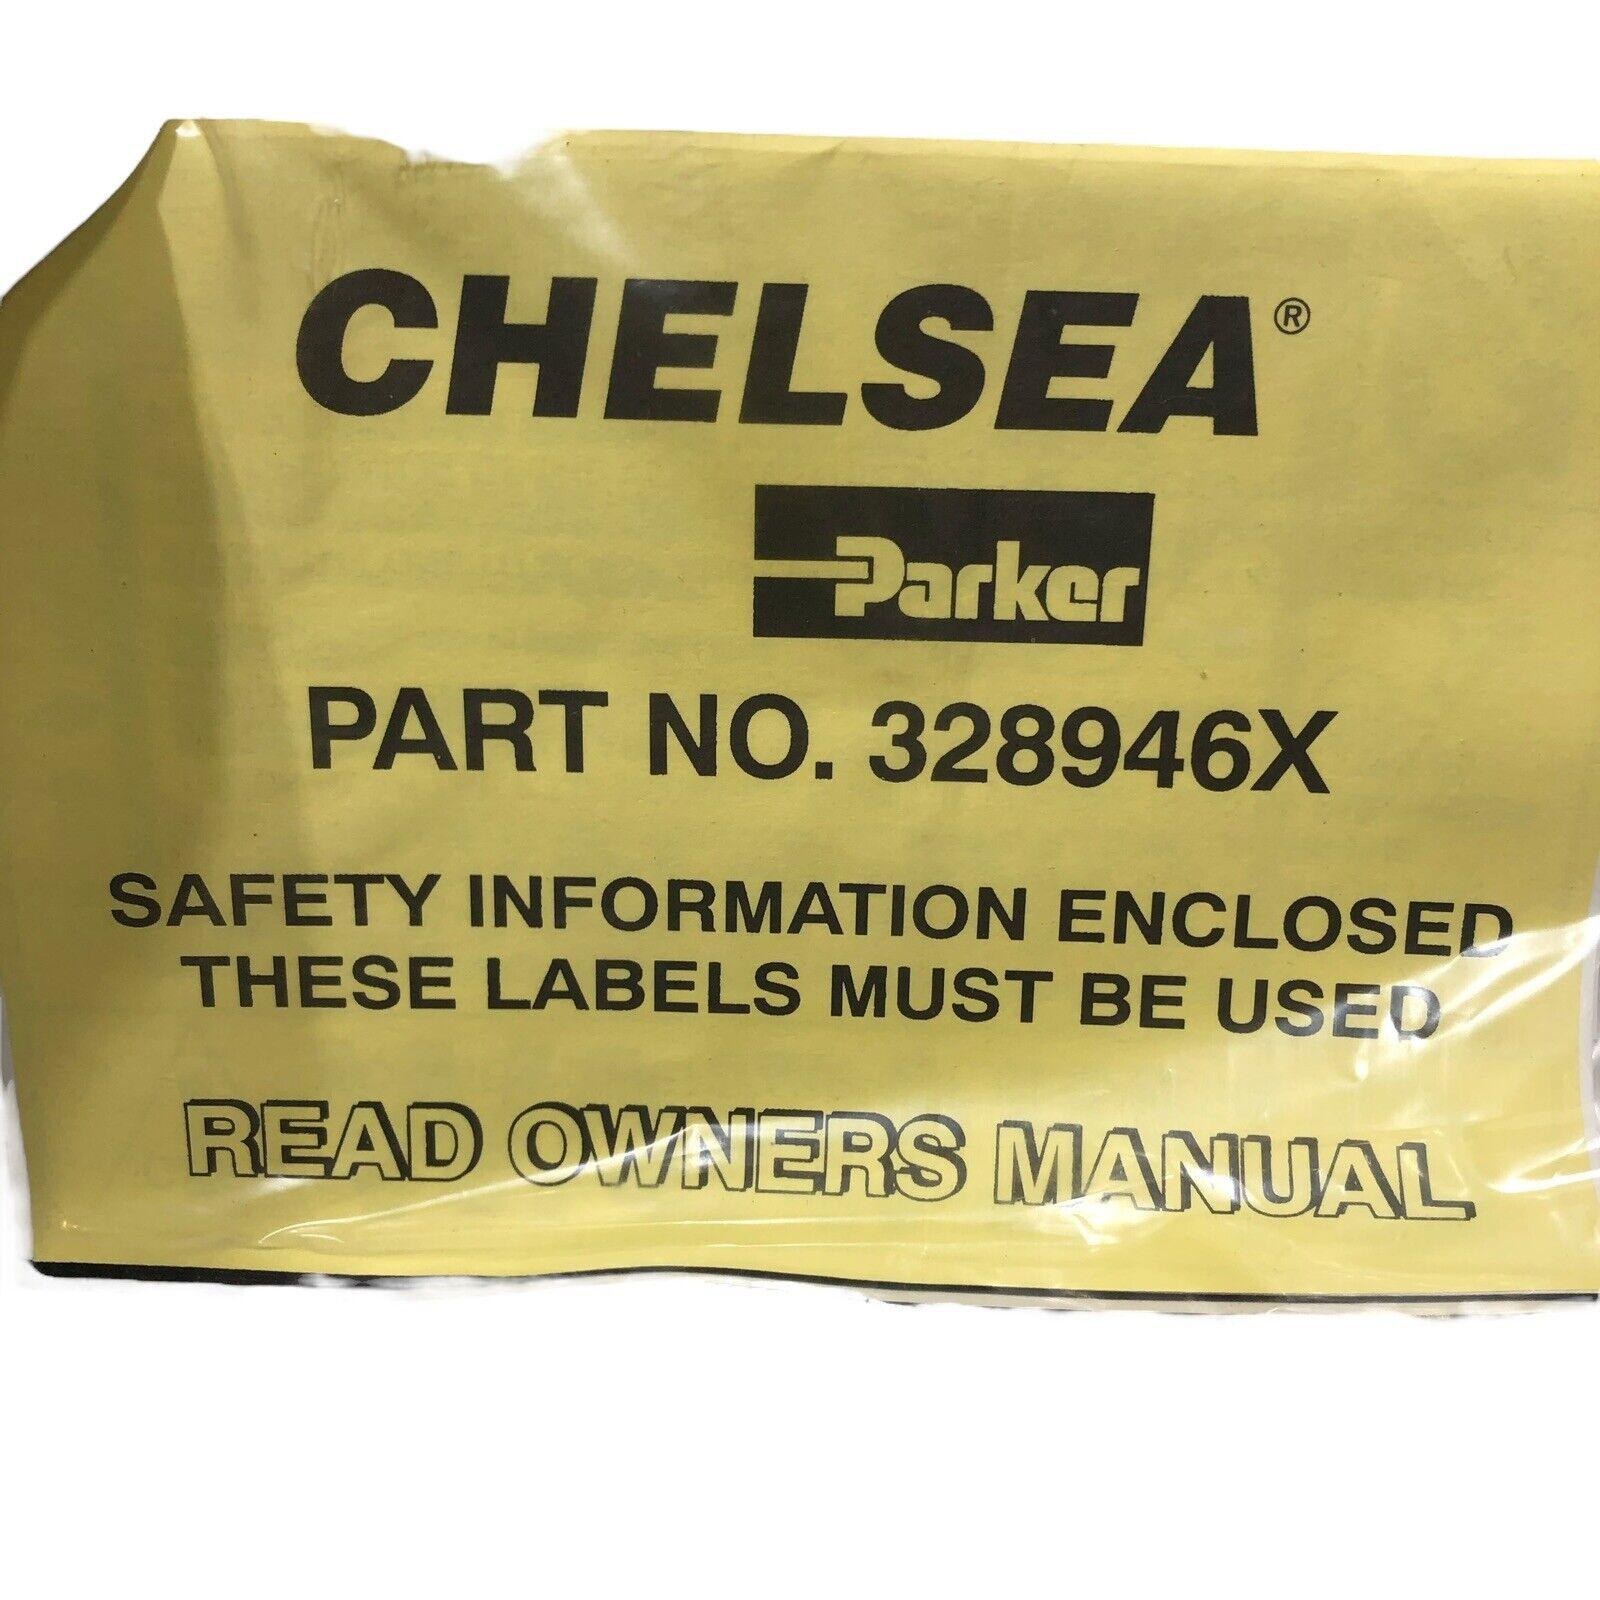 CHELSEA®
Parker
PART NO. 328946X
SAFETY INFORMATION ENCLOSED
THESE LABELS MUST BE USED
READ OWNERS MANUAL